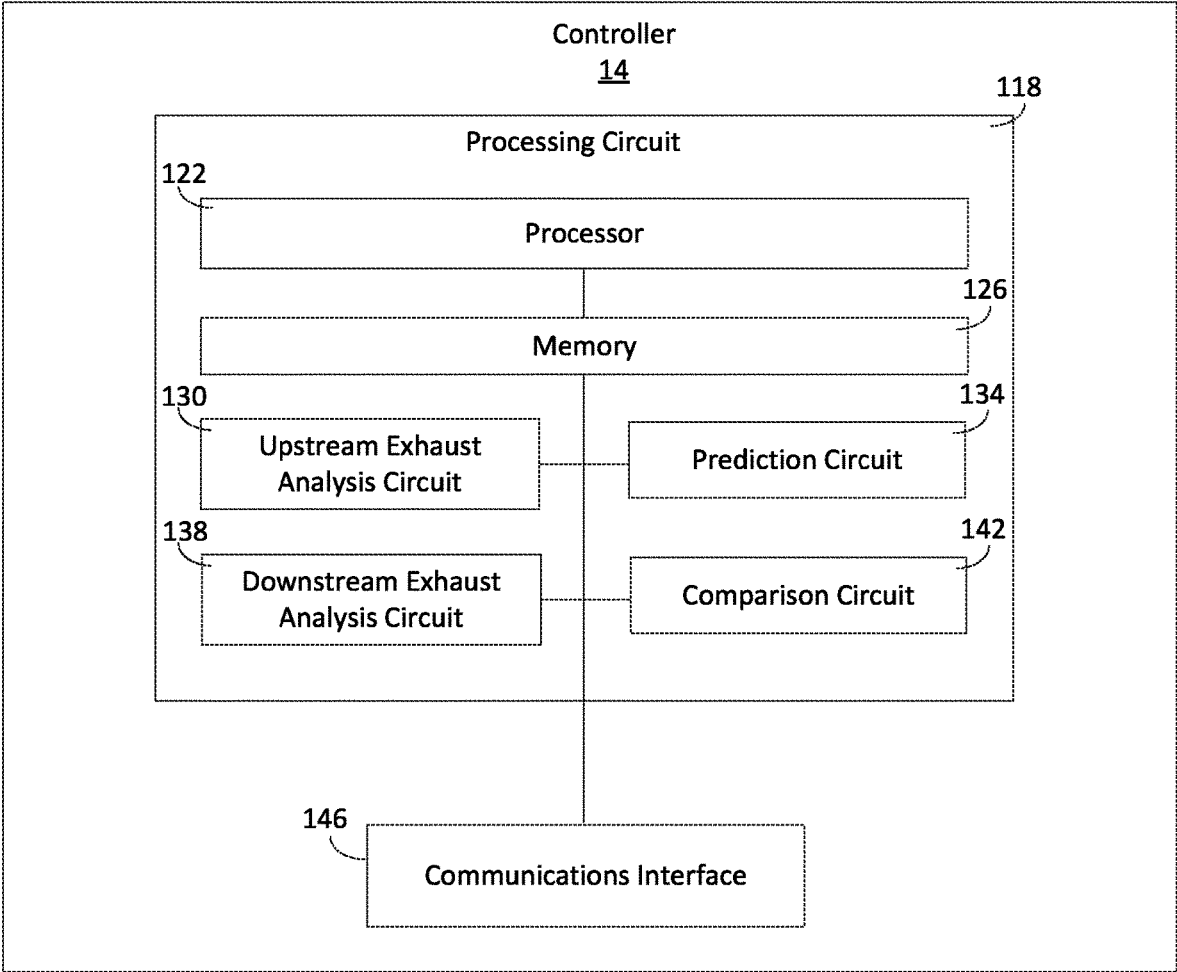 Controller
14
118
Processing Circuit
122
Processor
126
Memory
130
134
Upstream Exhaust
Analysis Circuit
Prediction Circuit
138
142
Downstream Exhaust
Analysis Circuit
Comparison Circuit
146
Communications Interface